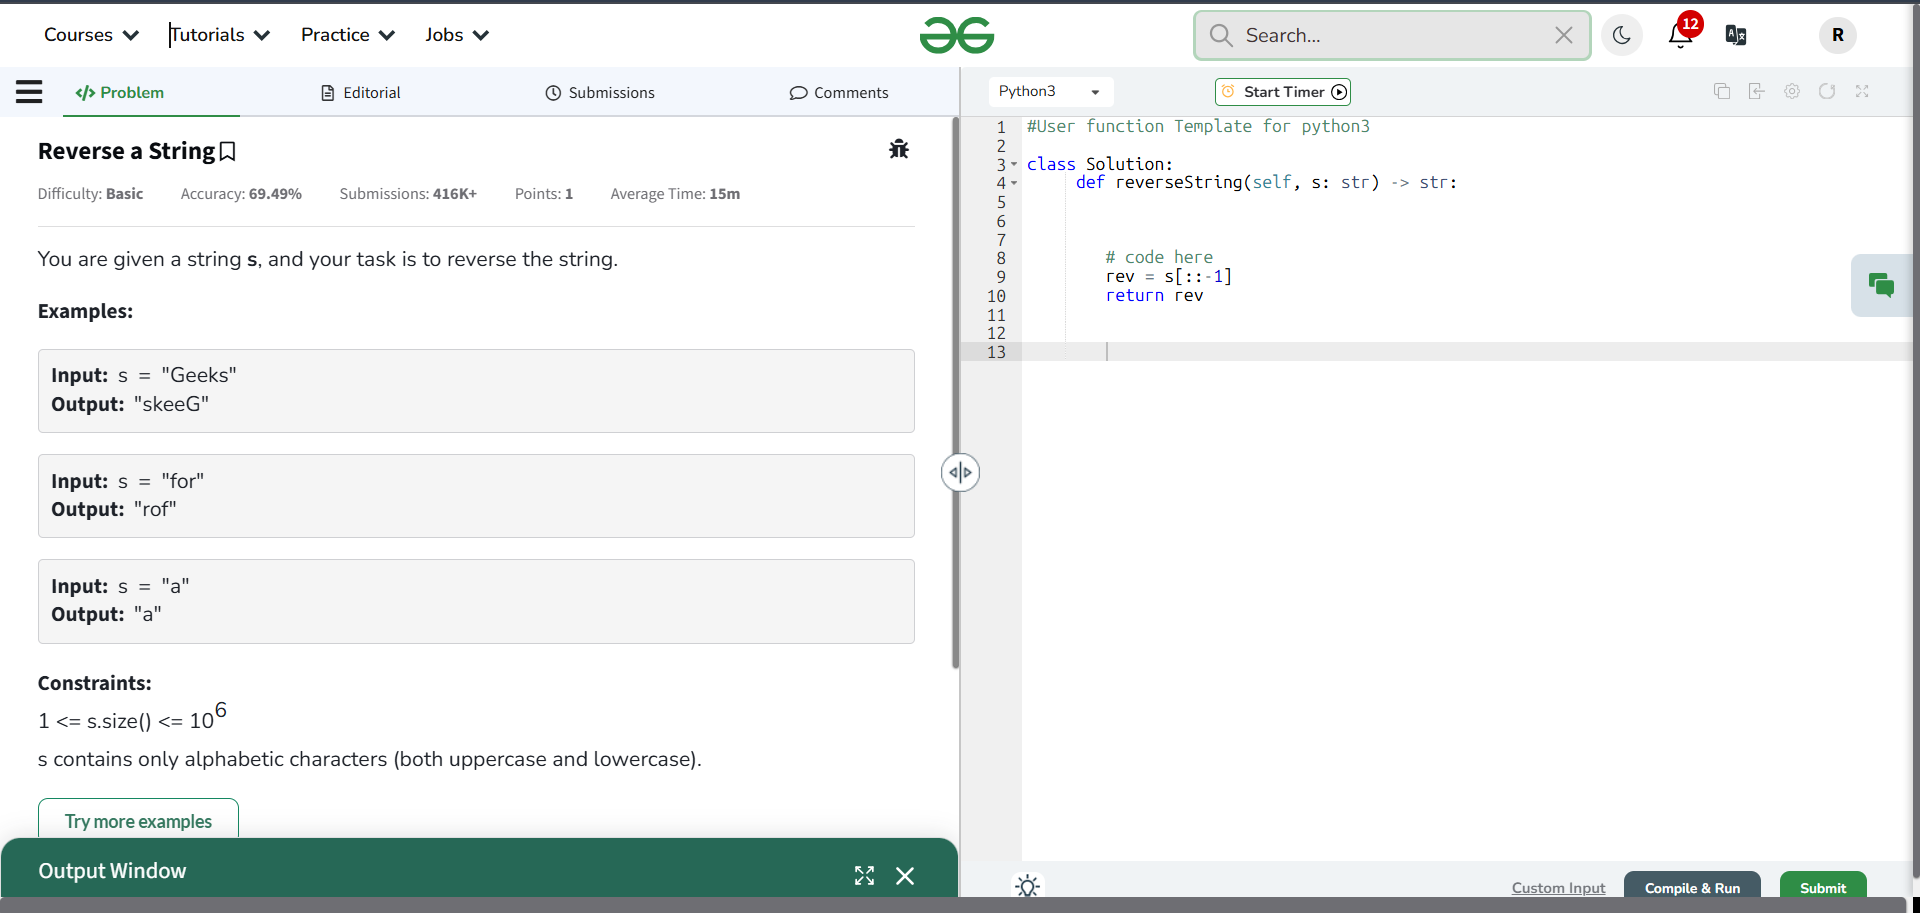 Courses Tutorials Practice Jobs Search... 12 R
Problem Editorial Submissions Comments
Python3 Start Timer
Reverse a String
Difficulty: Basic Accuracy: 69.49% Submissions: 416K+ Points: 1 Average Time: 15m
You are given a string s, and your task is to reverse the string.
Examples:
Input: s = "Geeks"
Output: "skeeG"
Input: s = "for"
Output: "rof"
Input: s = "a"
Output: "a"
Constraints:
1 <= s.size() <= 10^6
s contains only alphabetic characters (both uppercase and lowercase).
Try more examples
Output Window
1 #User function Template for python3
2
3 class Solution:
4 def reverseString(self, s: str) -> str:
5
6
7
8 # code here
9 rev = s[::-1]
10 return rev
11
12
13
Custom Input Compile & Run Submit